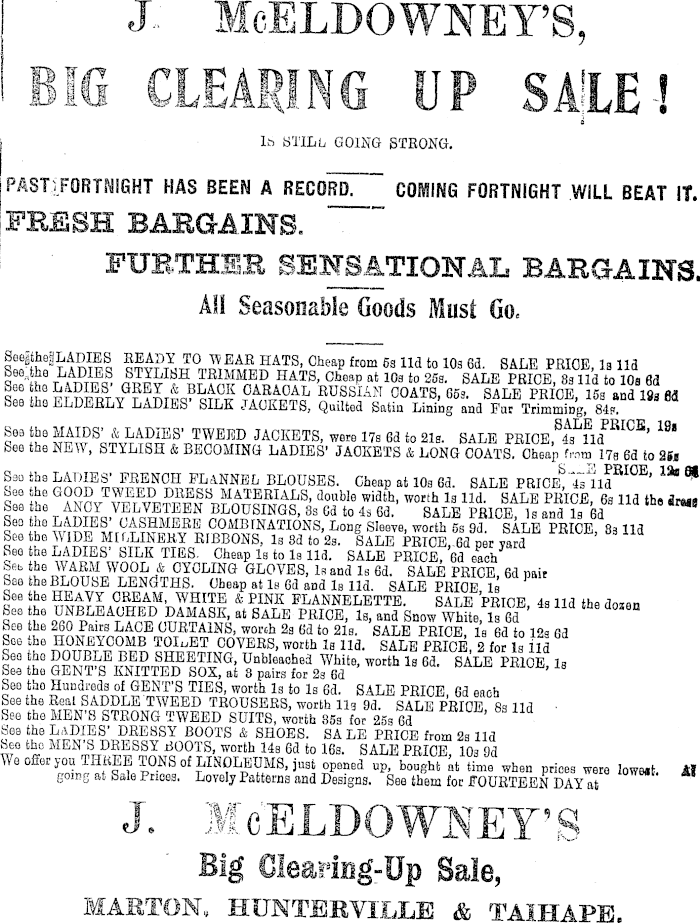 J. McELDOWNEY'S,
BIG CLEARING UP SALE!
IS STILL GOING STRONG.
PAST FORTNIGHT HAS BEEN A RECORD. COMING FORTNIGHT WILL BEAT IT.
FRESH BARGAINS.
FURTHER SENSATIONAL BARGAINS.
All Seasonable Goods Must Go.
See the LADIES READY TO WEAR HATS, Cheap from 5s 11d to 10s 6d. SALE PRICE, 1s 11d
See the LADIES STYLISH TRIMMED HATS, Cheap at 10s to 25s. SALE PRICE, 3s 11d to 10s 6d
See the LADIES' GREY & BLACK CARACAL RUSSIAN COATS, 65s. SALE PRICE, 15s and 19s 6d
See the ELDERLY LADIES' SILK JACKETS, Quilted Satin Lining and Fur Trimming, 84s.
SALE PRICE, 19s
See the MAIDS' & LADIES' TWEED JACKETS, were 17s 6d to 21s. SALE PRICE, 4s 11d
See the NEW, STYLISH & BECOMING LADIES' JACKETS & LONG COATS. Cheap from 17s 6d to 25s
PRICE, 12s 6d
See the LADIES' FRENCH FLANNEL BLOUSES. Cheap at 10s 6d. SALE PRICE, 4s 11d
See the GOOD TWEED DRESS MATERIALS, double width, worth 1s 11d. SALE PRICE, 6s 11d the dress
See the ANCY VELVETEEN BLOUSINGS, 3s 6d to 4s 6d. SALE PRICE, 1s and 1s 6d
See the LADIES' CASHMERE COMBINATIONS, Long Sleeve, worth 5s 9d. SALE PRICE, 3s 11d
See the WIDE MILLINERY RIBBONS, 1s 3d to 2s. SALE PRICE, 6d per yard
See the LADIES' SILK TIES. Cheap 1s to 1s 11d. SALE PRICE, 6d each
See the WARM WOOL & CYCLING GLOVES, 1s and 1s 6d. SALE PRICE, 6d pair
See the BLOUSE LENGTHS. Cheap at 1s 6d and 1s 11d. SALE PRICE, 1s
See the HEAVY CREAM, WHITE & PINK FLANNELETTE. SALE PRICE, 4s 11d the dozen
See the UNBLEACHED DAMASK, at SALE PRICE, 1s, and Snow White, 1s 6d
See the 260 Pairs LACE CURTAINS, worth 2s 6d to 21s. SALE PRICE, 1s 6d to 12s 6d
See the HONEYCOMB TOILET COVERS, worth 1s 11d. SALE PRICE, 2 for 1s 11d
See the DOUBLE BED SHEETING, Unbleached White, worth 1s 6d. SALE PRICE, 1s
See the GENT'S KNITTED SOX, at 3 pairs for 2s 6d
See the Hundreds of GENT'S TIES, worth 1s to 1s 6d. SALE PRICE, 6d each
See the Real SADDLE TWEED TROUSERS, worth 11s 9d. SALE PRICE, 8s 11d
See the MEN'S STRONG TWEED SUITS, worth 35s for 25s 6d
See the LADIES' DRESSY BOOTS & SHOES. SALE PRICE from 2s 11d
See the MEN'S DRESSY BOOTS, worth 14s 6d to 16s. SALE PRICE, 10s 9d
We offer you THREE TONS of LINOLEUMS, just opened up, bought at time when prices were lowest. All
going at Sale Prices. Lovely Patterns and Designs. See them for FOURTEEN DAY at
J. McELDOWNEY'S
Big Clearing-Up Sale,
MARTON, HUNTERVILLE & TAIHAPE.